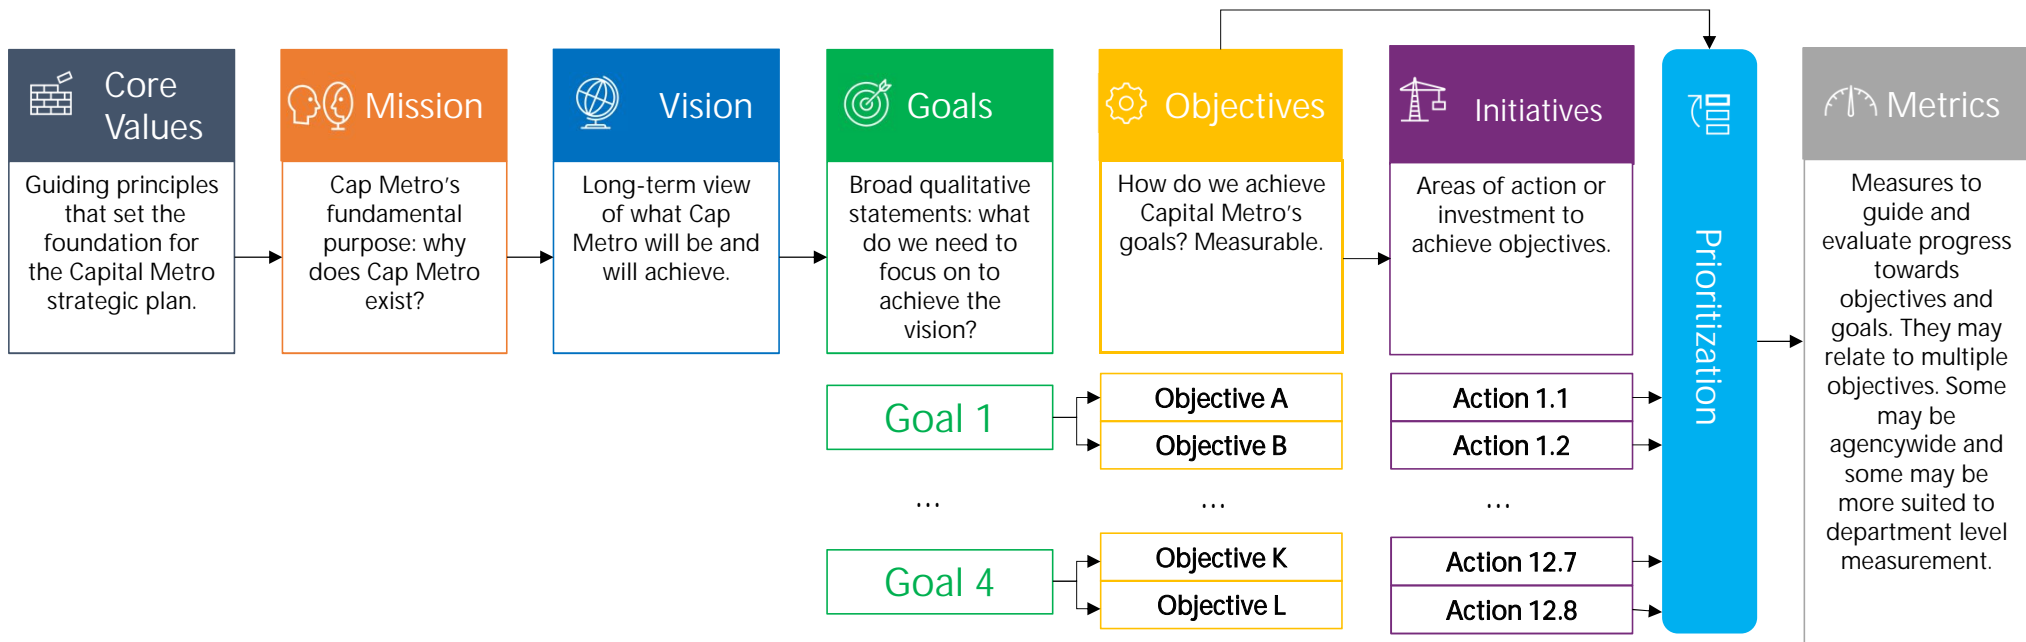 Core
Values
Guiding principles
that set the
foundation for
the Capital Metro
strategic plan.
Mission
Cap Metro’s
fundamental
purpose: why
does Cap Metro
exist?
Vision
Long-term view
of what Cap
Metro will be and
will achieve.
Goals
Broad qualitative
statements: what
do we need to
focus on to
achieve the
vision?
Goal 1
...
Goal 4
Objectives
How do we achieve
Capital Metro’s
goals? Measurable.
Objective A
Objective B
...
Objective K
Objective L
Initiatives
Areas of action or
investment to
achieve objectives.
Action 1.1
Action 1.2
...
Action 12.7
Action 12.8
Prioritization
Metrics
Measures to
guide and
evaluate progress
towards
objectives and
goals. They may
relate to multiple
objectives. Some
may be
agencywide and
some may be
more suited to
department level
measurement.